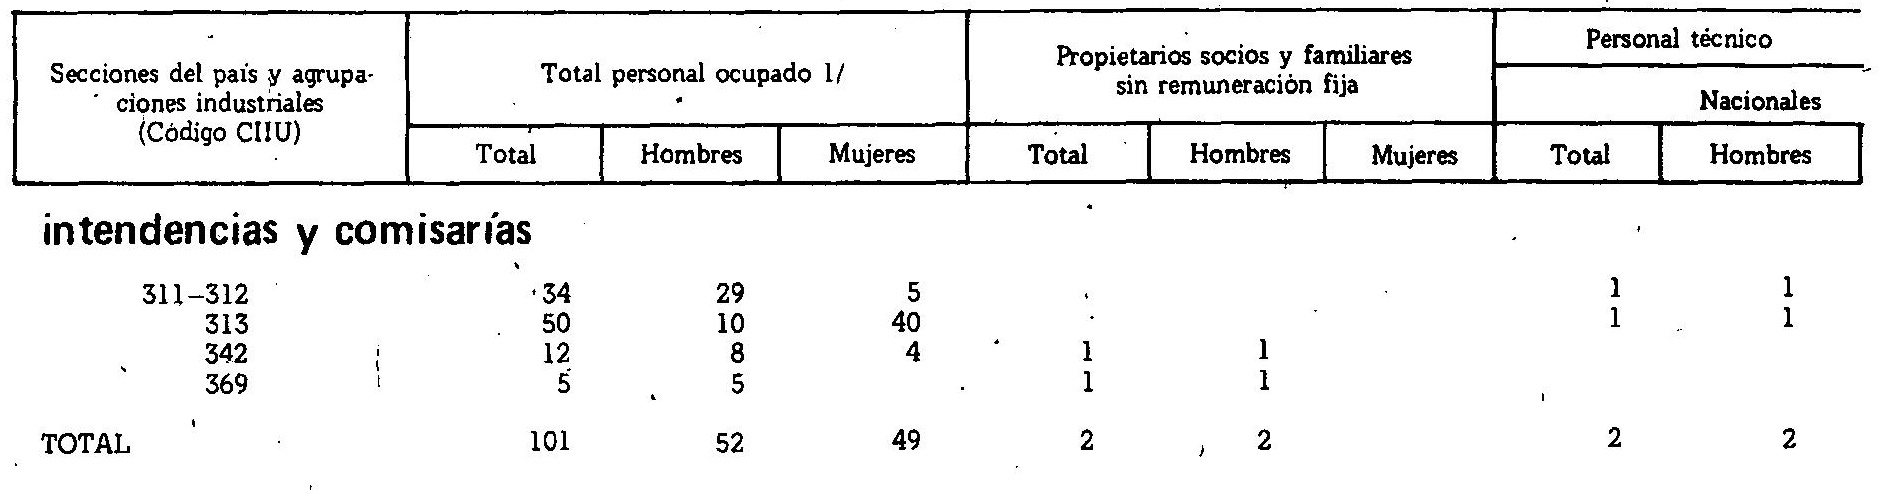 Secciones del país y agrupa-
ciones industriales
(Código CIIU)
Total personal ocupado 1/
Propietarios socios y familiares
sin remuneración fija
Personal técnico
Nacionales
Total Hombres Mujeres Total Hombres Mujeres Total Hombres
intendencias y comisarías
311–312 34 29 5 1 1
313 50 10 40 1 1
342 12 8 4 1 1
369 5 5 1 1
TOTAL 101 52 49 2 2 2 2